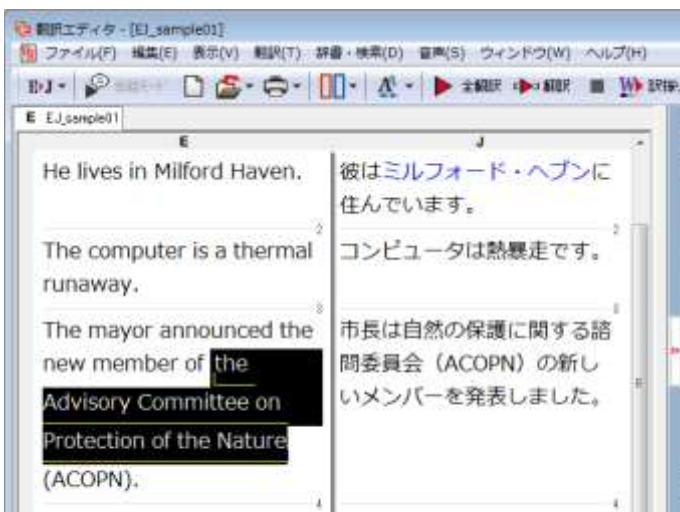 翻訳エディタ - [EJ_sample01]
ファイル(F) 編集(E) 表示(V) 翻訳(T) 辞書・検索(D) 音声(S) ウィンドウ(W) ヘルプ(H)
全翻訳 翻訳
E EJ_sample01
E
J
He lives in Milford Haven.
彼はミルフォード・ヘブンに
住んでいます。
2
2
The computer is a thermal
runaway.
コンピュータは熱暴走です。
3
3
The mayor announced the
new member of the
Advisory Committee on
Protection of the Nature
(ACOPN).
市長は自然の保護に関する諮
問委員会（ACOPN）の新し
いメンバーを発表しました。
4
4